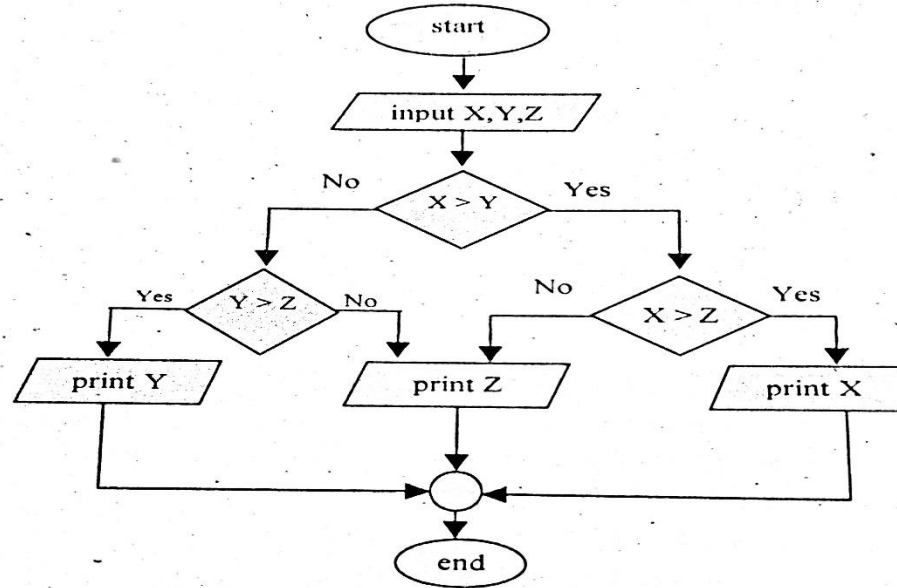 start
input X,Y,Z
No
X > Y
Yes
Yes
Y > Z
No
No
X > Z
Yes
print Y
print Z
print X
end